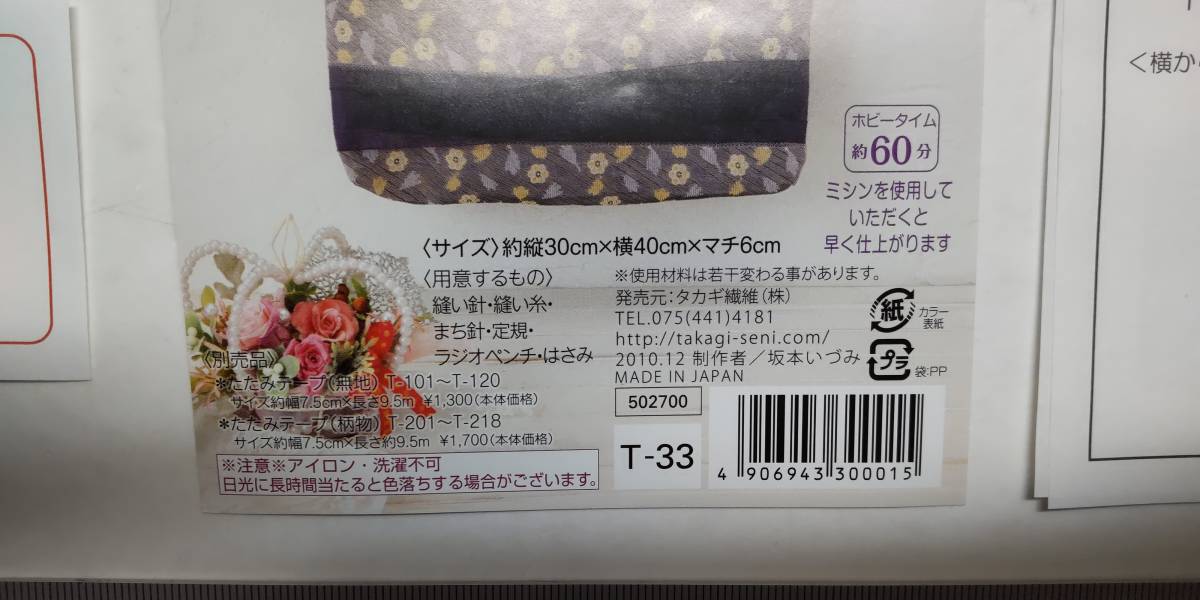 ホビータイム
約60分
ミシンを使用して
いただくと
早く仕上がります
〈サイズ〉約縦30cm×横40cm×マチ6cm
〈用意するもの〉
縫い針・縫い糸・
まち針・定規・
ラジオペンチ・はさみ
※使用材料は若干変わる事があります。
発売元:タカギ繊維(株)
TEL.075(441)4181
http://takagi-seni.com/
2010.12 制作者/坂本いづみ
MADE IN JAPAN
紙
カラー
表紙
プラ
袋:PP
〈別売品〉
*たたみテープ(無地) T-101〜T-120
サイズ約幅7.5cm×長さ9.5m ¥1,300(本体価格)
*たたみテープ(柄物) T-201〜T-218
サイズ約幅7.5cm×長さ約9.5m ¥1,700(本体価格)
※注意※アイロン・洗濯不可
日光に長時間当たると色落ちする場合がございます。
502700
T-33
4 906943 300015
<横か